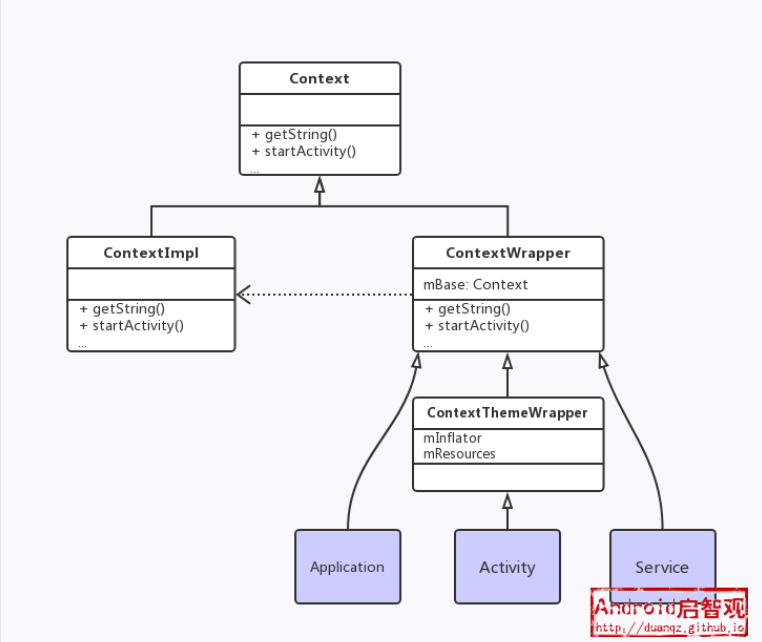 Context
+ getString()
+ startActivity()
...
ContextImpl
+ getString()
+ startActivity()
...
ContextWrapper
mBase: Context
+ getString()
+ startActivity()
...
ContextThemeWrapper
mInflator
mResources
Application
Activity
Service
Android启智观
http://duanqz.github.io